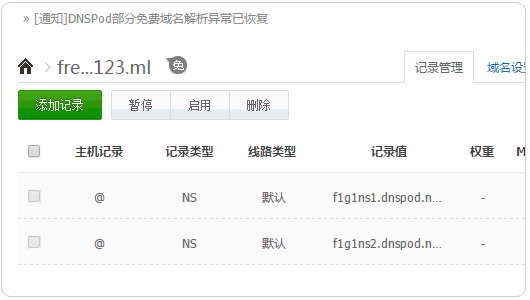 » [通知]DNSPod部分免费域名解析异常已恢复
fre...123.ml 免 记录管理 域名设
添加记录 暂停 启用 删除
主机记录 记录类型 线路类型 记录值 权重 M
@ NS 默认 f1g1ns1.dnspod.n... -
@ NS 默认 f1g1ns2.dnspod.n... -